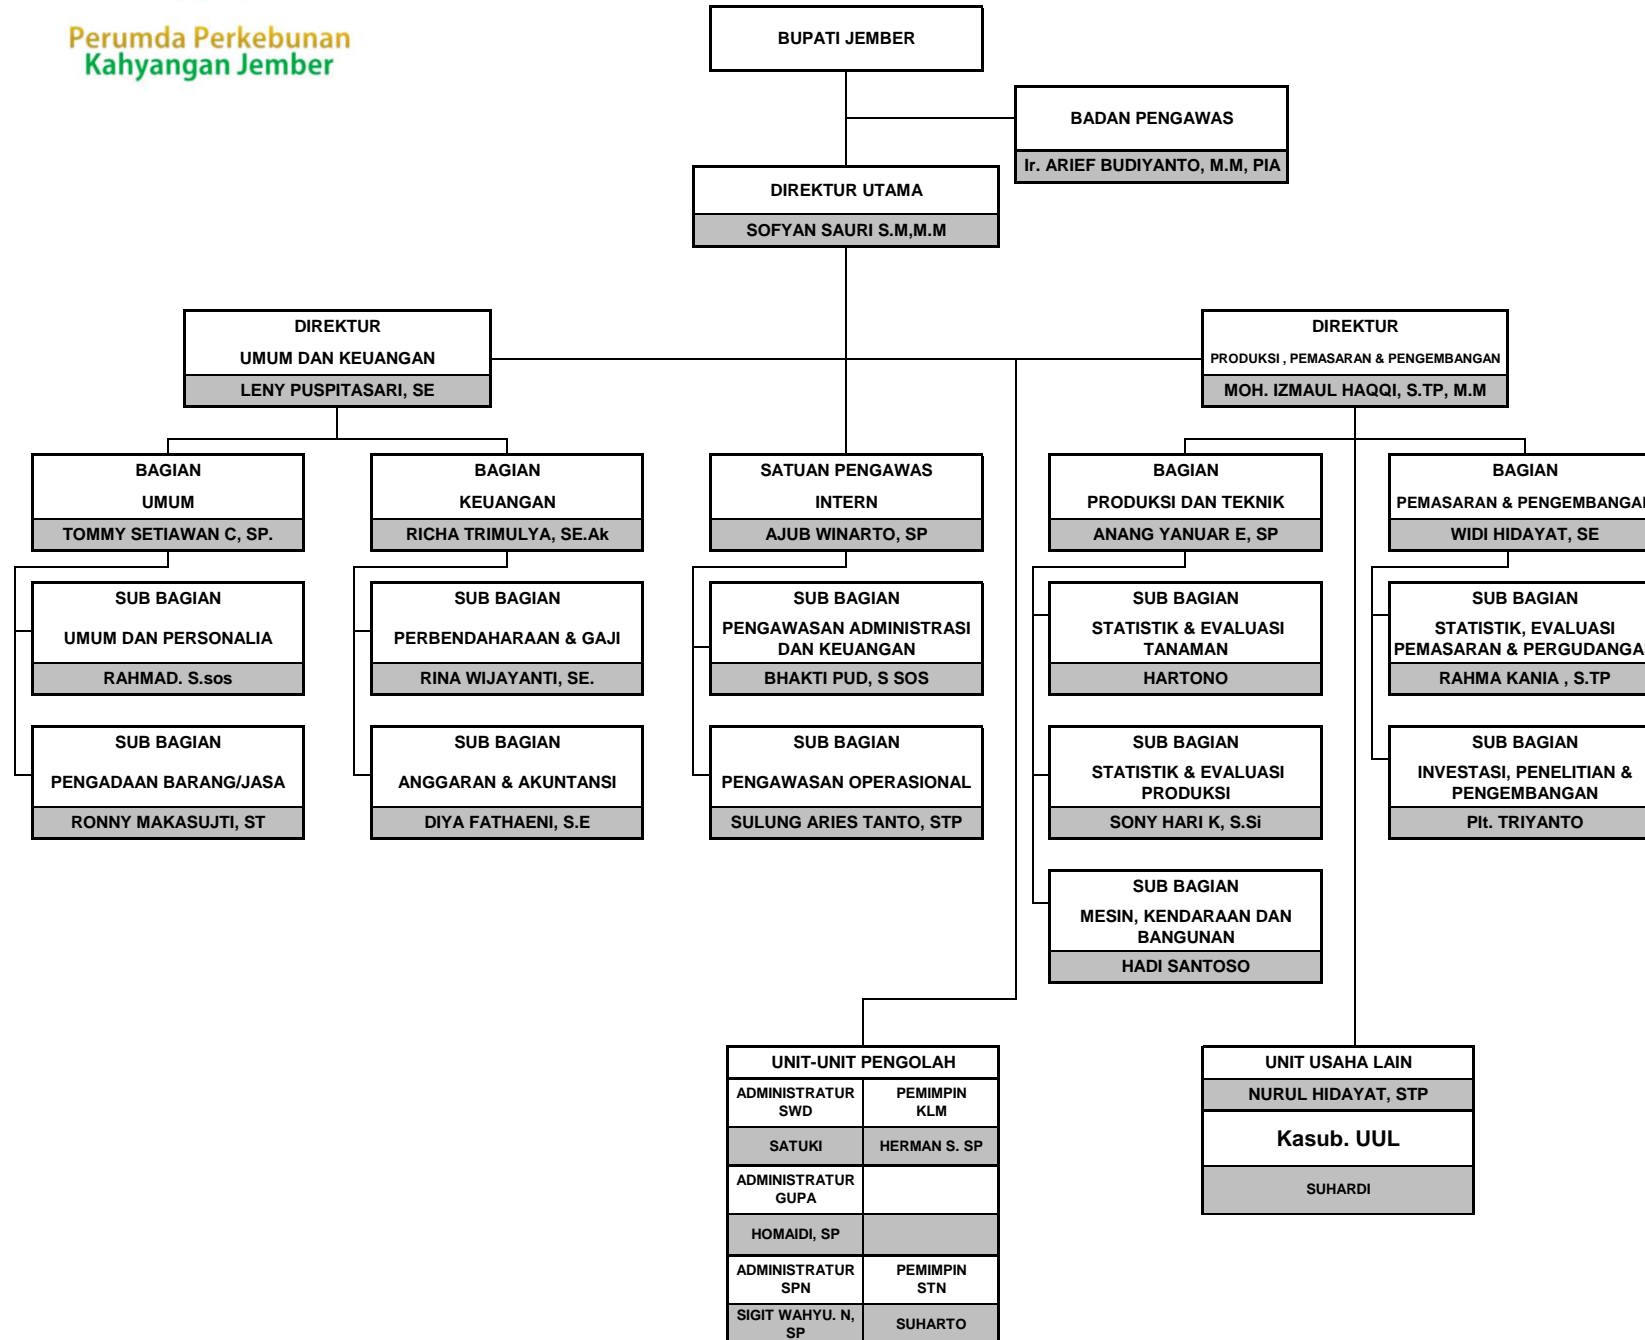 Perumda Perkebunan
Kahyangan Jember
BUPATI JEMBER
BADAN PENGAWAS
Ir. ARIEF BUDIYANTO, M.M, PIA
DIREKTUR UTAMA
SOFYAN SAURI S.M,M.M
DIREKTUR
UMUM DAN KEUANGAN
LENY PUSPITASARI, SE
DIREKTUR
PRODUKSI , PEMASARAN & PENGEMBANGAN
MOH. IZMAUL HAQQI, S.TP, M.M
BAGIAN
UMUM
TOMMY SETIAWAN C, SP.
BAGIAN
KEUANGAN
RICHA TRIMULYA, SE.Ak
SATUAN PENGAWAS
INTERN
AJUB WINARTO, SP
BAGIAN
PRODUKSI DAN TEKNIK
ANANG YANUAR E, SP
BAGIAN
PEMASARAN &
WIDI HIDAYAT, SE
SUB BAGIAN
UMUM DAN PERSONALIA
RAHMAD. S.sos
SUB BAGIAN
PERBENDAHARAAN & GAJI
RINA WIJAYANTI, SE.
SUB BAGIAN
PENGAWASAN ADMINISTRASI
DAN KEUANGAN
BHAKTI PUD, S SOS
SUB BAGIAN
STATISTIK & EVALUASI
TANAMAN
HARTONO
SUB BAGIAN
STATISTIK, EVALUASI
PEMASARAN &
RAHMA KANIA , S.TP
SUB BAGIAN
PENGADAAN BARANG/JASA
RONNY MAKASUJTI, ST
SUB BAGIAN
ANGGARAN & AKUNTANSI
DIYA FATHAENI, S.E
SUB BAGIAN
PENGAWASAN OPERASIONAL
SULUNG ARIES TANTO, STP
SUB BAGIAN
STATISTIK & EVALUASI
PRODUKSI
SONY HARI K, S.Si
SUB BAGIAN
INVESTASI, PENELITIAN &
PENGEMBANGAN
Plt. TRIYANTO
SUB BAGIAN
MESIN, KENDARAAN DAN
BANGUNAN
HADI SANTOSO
UNIT-UNIT PENGOLAH
ADMINISTRATUR
SWD
PEMIMPIN
KLM
SATUKI
HERMAN S. SP
ADMINISTRATUR
GUPA
HOMAIDI, SP
ADMINISTRATUR
SPN
PEMIMPIN
STN
SIGIT WAHYU. N,
SP
SUHARTO
UNIT USAHA LAIN
NURUL HIDAYAT, STP
Kasub. UUL
SUHARDI